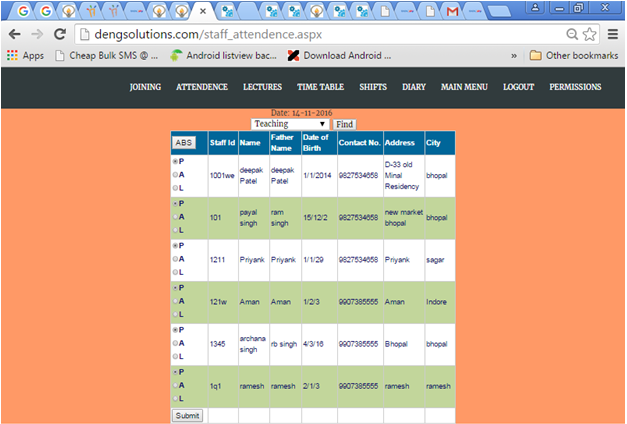 dengsolutions.com/staff_attendence.aspx
Apps Cheap Bulk SMS @ ... Android listview bac... Download Android ... » Other bookmarks
JOINING ATTENDENCE LECTURES TIME TABLE SHIFTS DIARY MAIN MENU LOGOUT PERMISSIONS
Date: 14-11-2016
Teaching Find
ABS Staff Id Name Father Name Date of Birth Contact No. Address City
P A L 1001we deepak Patel deepak Patel 1/1/2014 9827534658 D-33 old Minal Residency bhopal
P A L 101 payal singh ram singh 15/12/2 9827534658 new market bhopal bhopal
P A L 1211 Priyank Priyank 1/1/29 9827534658 Priyank sagar
P A L 121w Aman Aman 1/2/3 9907385555 Aman Indore
P A L 1345 archana singh rb singh 4/3/16 9907385555 Bhopal bhopal
P A L 1q1 ramesh ramesh 2/1/3 9907385555 ramesh ramesh
Submit